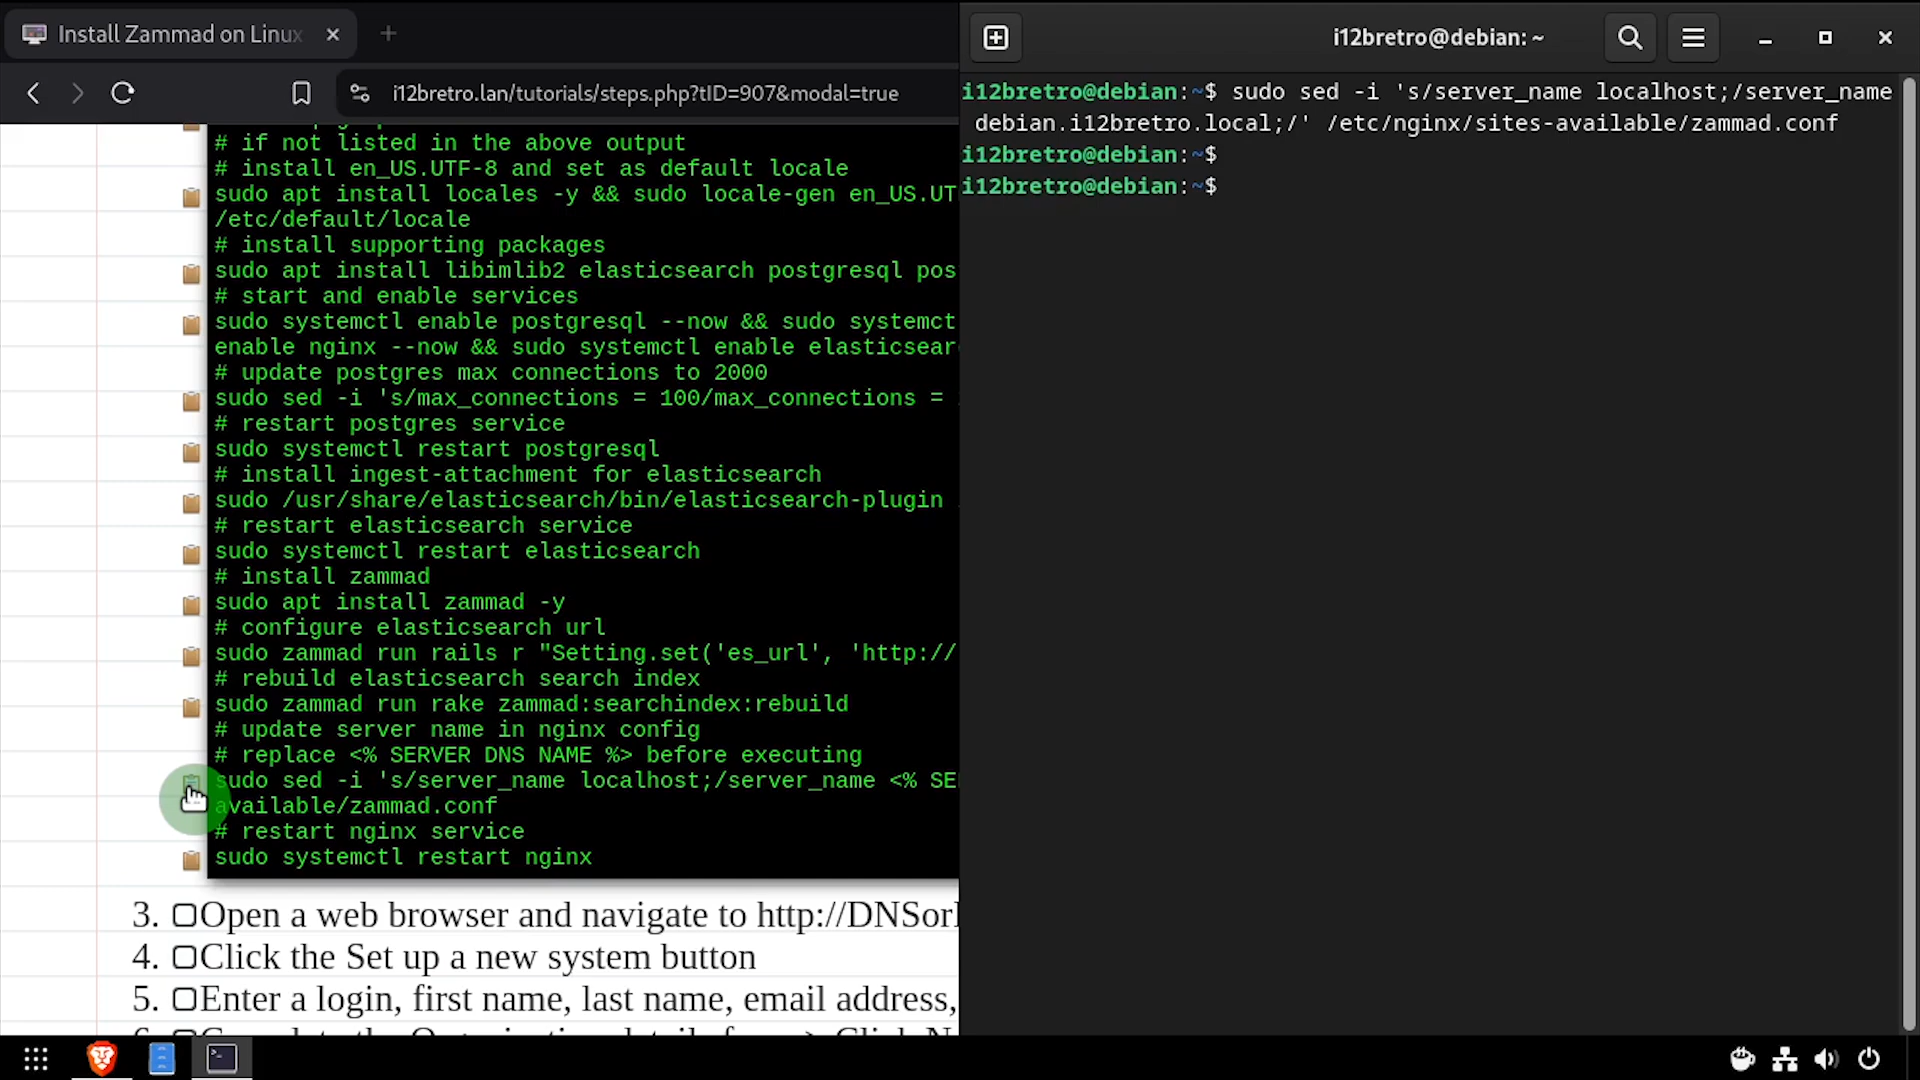 Install Zammad on Linux
i12bretro.lan/tutorials/steps.php?tID=907&modal=true
# if not listed in the above output
# install en_US.UTF-8 and set as default locale
sudo apt install locales -y && sudo locale-gen en_US.UT
/etc/default/locale
# install supporting packages
sudo apt install libimlib2 elasticsearch postgresql pos
# start and enable services
sudo systemctl enable postgresql --now && sudo systemct
enable nginx --now && sudo systemctl enable elasticsear
# update postgres max connections to 2000
sudo sed -i 's/max_connections = 100/max_connections =
# restart postgres service
sudo systemctl restart postgresql
# install ingest-attachment for elasticsearch
sudo /usr/share/elasticsearch/bin/elasticsearch-plugin
# restart elasticsearch service
sudo systemctl restart elasticsearch
# install zammad
sudo apt install zammad -y
# configure elasticsearch url
sudo zammad run rails r "Setting.set('es_url', 'http://
# rebuild elasticsearch search index
sudo zammad run rake zammad:searchindex:rebuild
# update server name in nginx config
# replace <% SERVER DNS NAME %> before executing
sudo sed -i 's/server_name localhost;/server_name <% SE
available/zammad.conf
# restart nginx service
sudo systemctl restart nginx
3. Open a web browser and navigate to http://DNSor
4. Click the Set up a new system button
5. Enter a login, first name, last name, email address,
i12bretro@debian: ~
i12bretro@debian:~$ sudo sed -i 's/server_name localhost;/server_name
debian.i12bretro.local;/' /etc/nginx/sites-available/zammad.conf
i12bretro@debian:~$
i12bretro@debian:~$